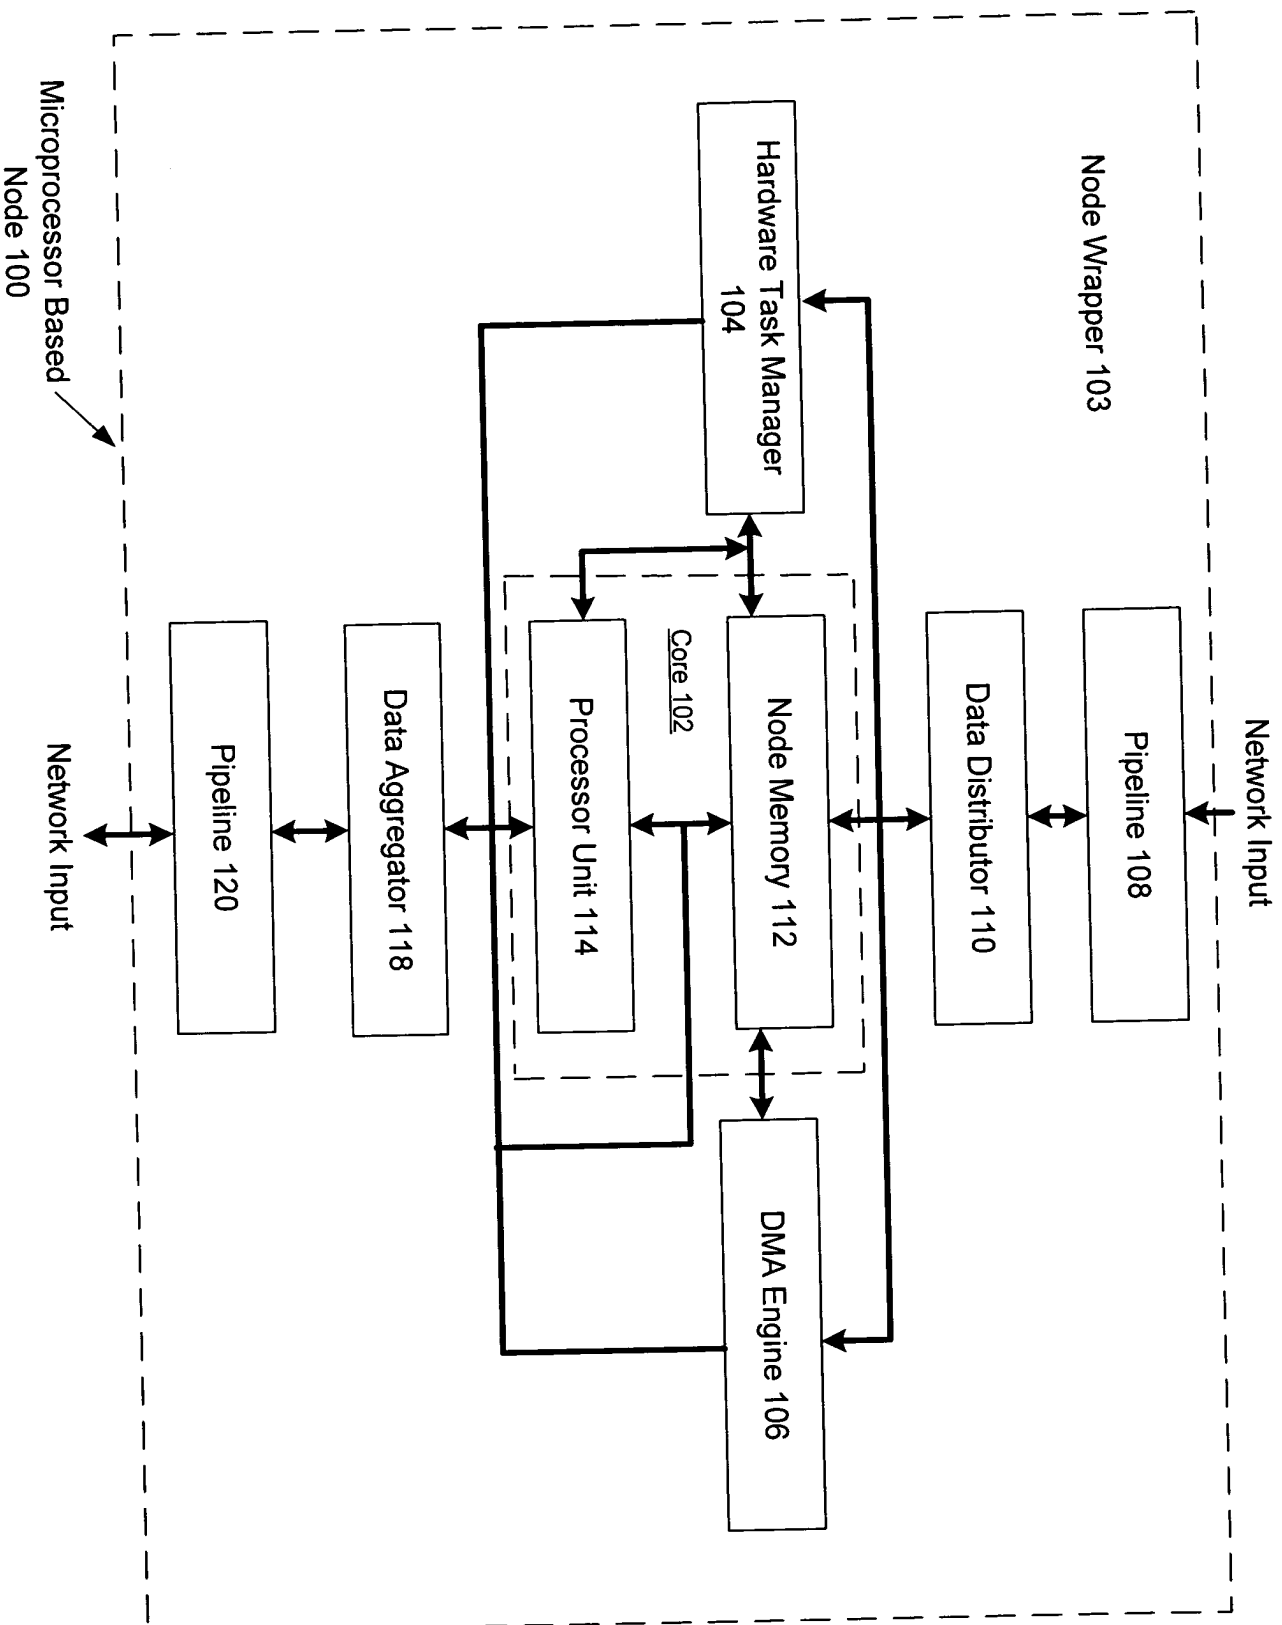 Network Input
Node Wrapper 103
Pipeline 108
Data Distributor 110
Hardware Task Manager
104
Node Memory 112
DMA Engine 106
Core 102
Processor Unit 114
Data Aggregator 118
Pipeline 120
Microprocessor Based
Node 100
Network Input